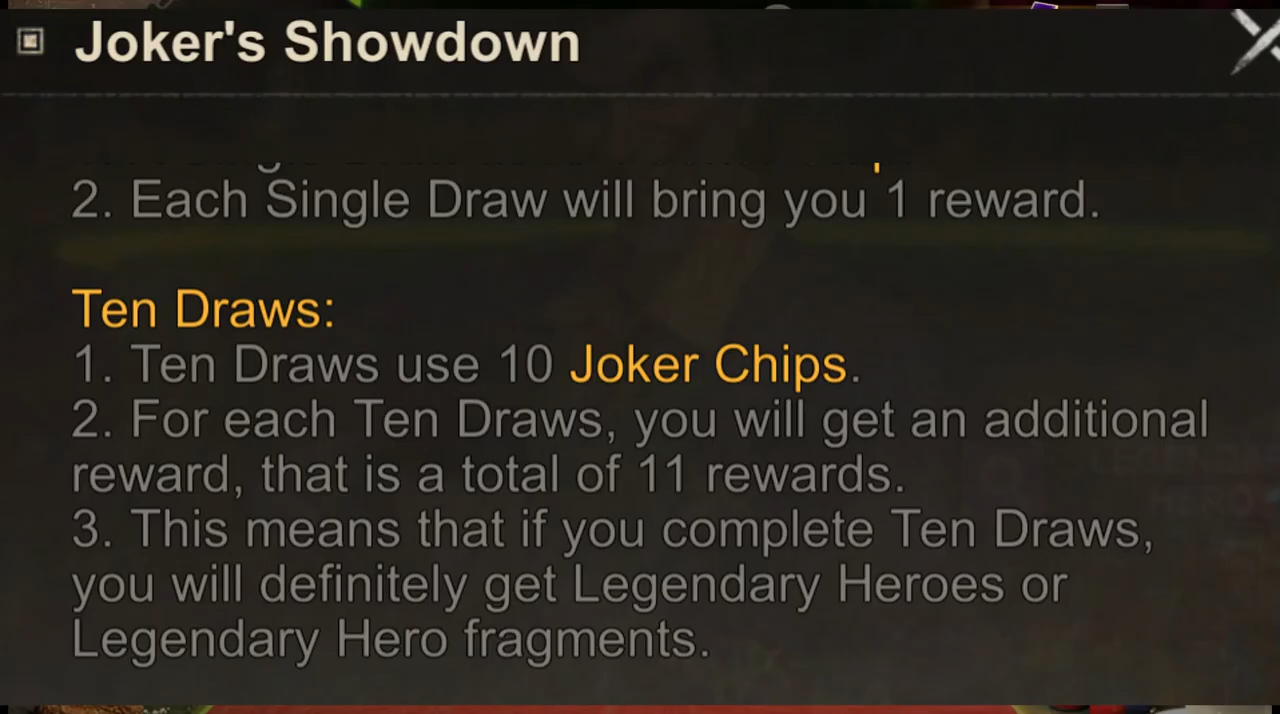 Joker's Showdown
2. Each Single Draw will bring you 1 reward.
Ten Draws:
1. Ten Draws use 10 Joker Chips.
2. For each Ten Draws, you will get an additional
reward, that is a total of 11 rewards.
3. This means that if you complete Ten Draws,
you will definitely get Legendary Heroes or
Legendary Hero fragments.